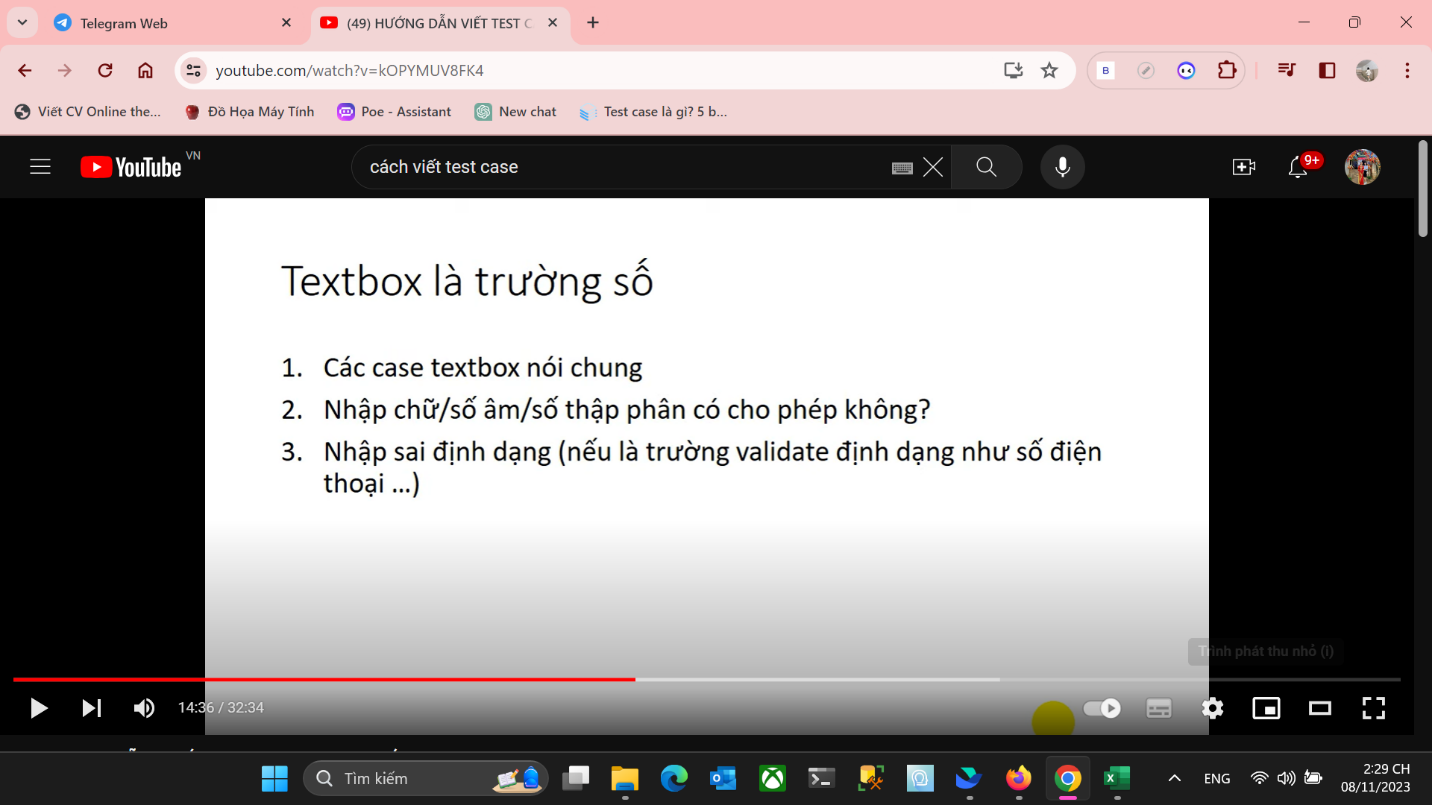 Telegram Web
(49) HƯỚNG DẪN VIẾT TEST C
youtube.com/watch?v=kOPYMUV8FK4
Viết CV Online the...
Đồ Họa Máy Tính
Poe - Assistant
New chat
Test case là gì? 5 b...
YouTube VN
cách viết test case
9+
Textbox là trường số
1. Các case textbox nói chung
2. Nhập chữ/số âm/số thập phân có cho phép không?
3. Nhập sai định dạng (nếu là trường validate định dạng như số điện
thoại ...)
Trình phát thu nhỏ (i)
14:36 / 32:34
Tìm kiếm
ENG
2:29 CH
08/11/2023